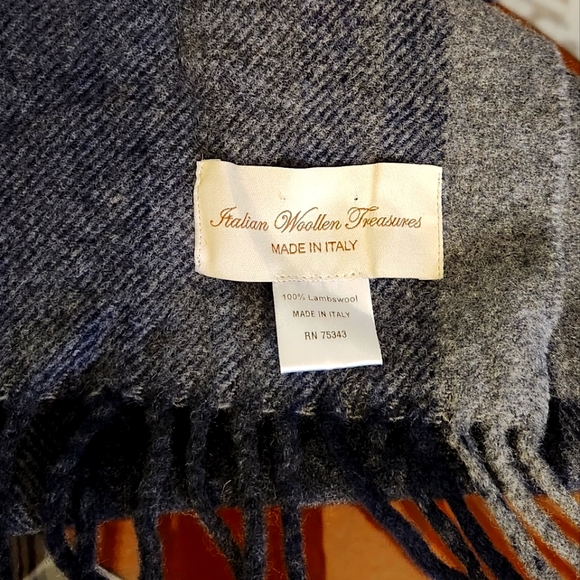 Italian Woollen Treasures
MADE IN ITALY
100% Lambswool
MADE IN ITALY
RN 75343